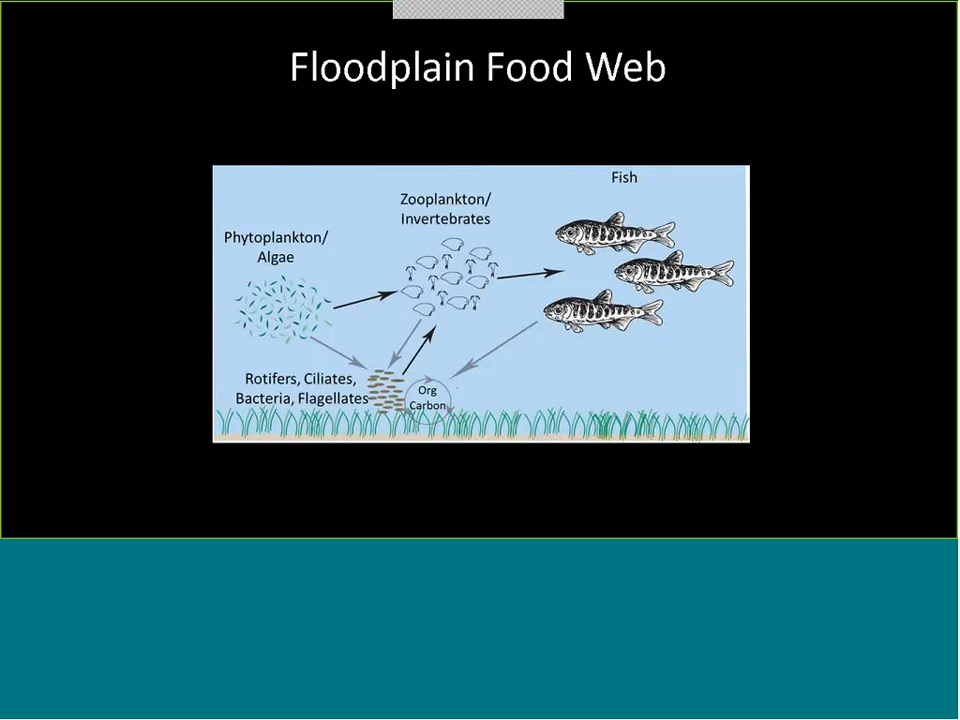 Floodplain Food Web
Fish
Zooplankton/
Invertebrates
Phytoplankton/
Algae
Rotifers, Ciliates,
Bacteria, Flagellates
Org
Carbon